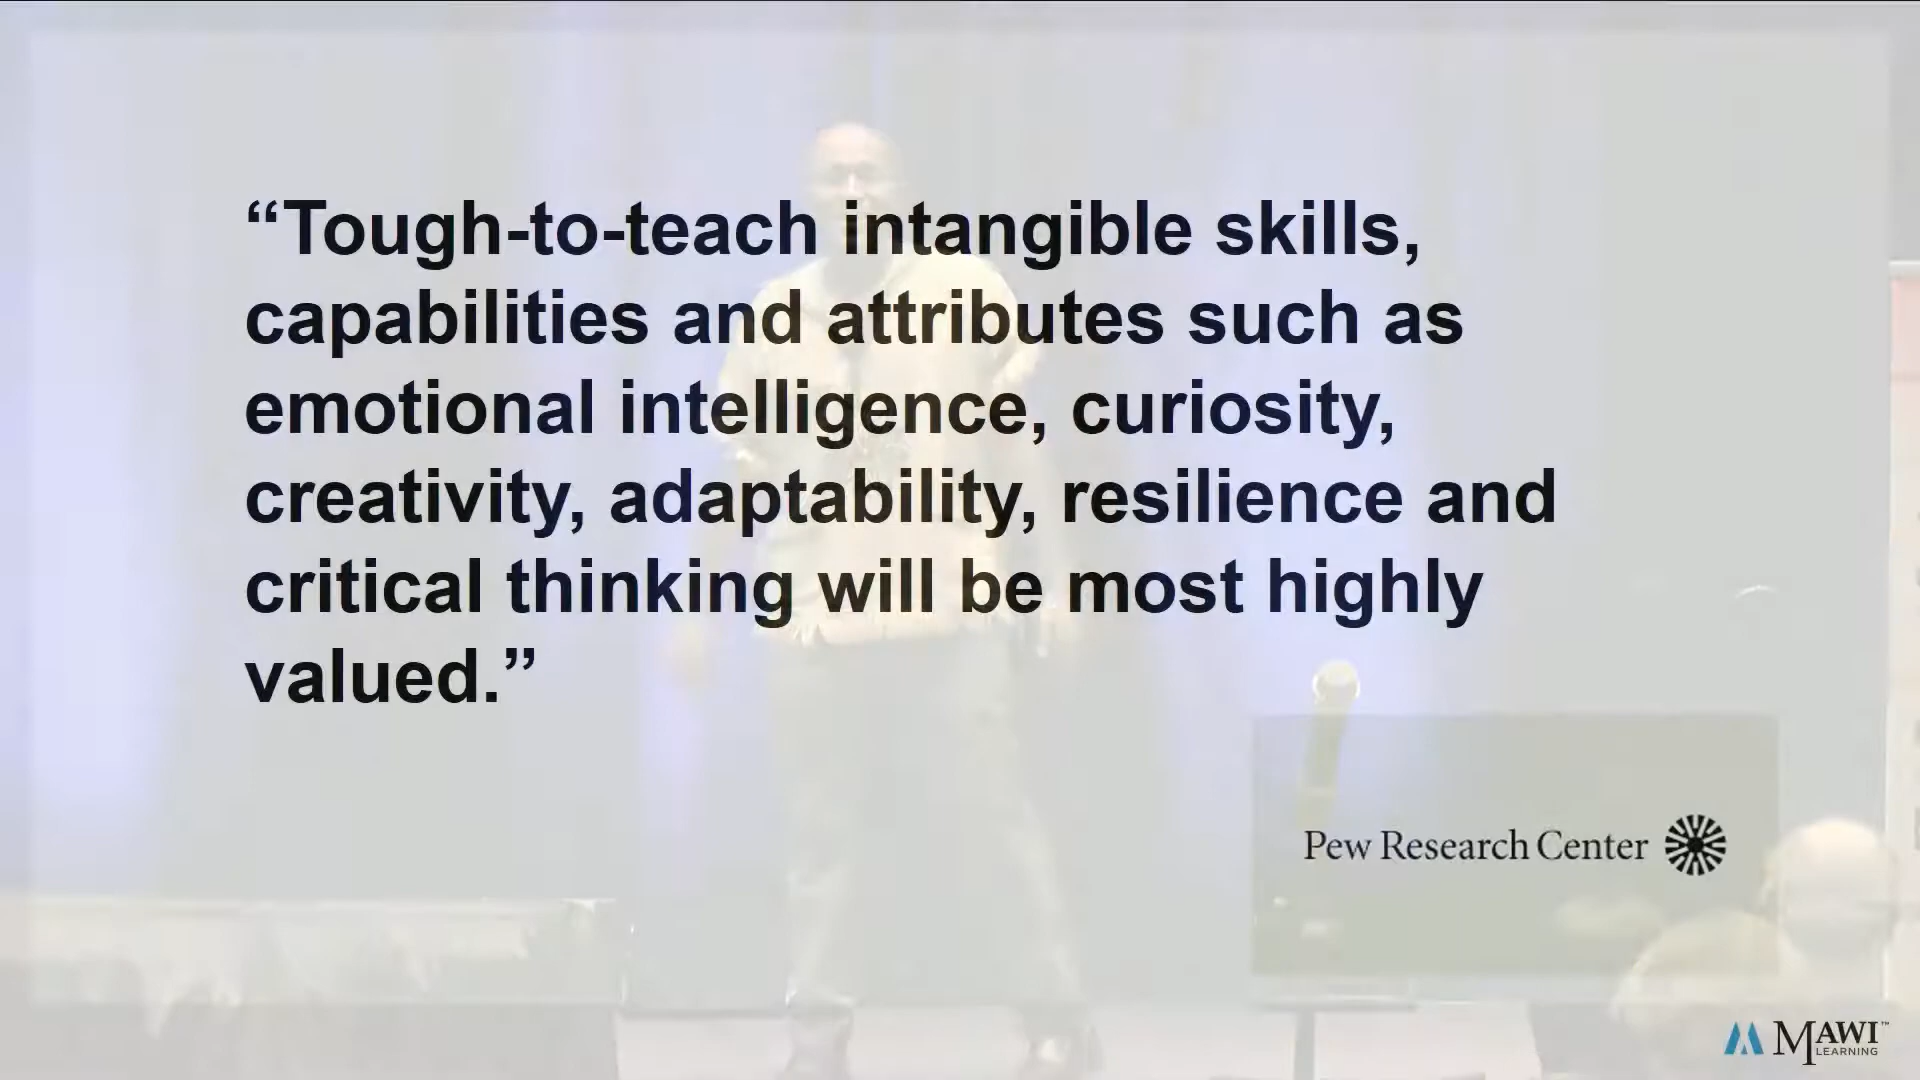 “Tough-to-teach intangible skills,
capabilities and attributes such as
emotional intelligence, curiosity,
creativity, adaptability, resilience and
critical thinking will be most highly
valued.”
Pew Research Center
MAWI™
LEARNING